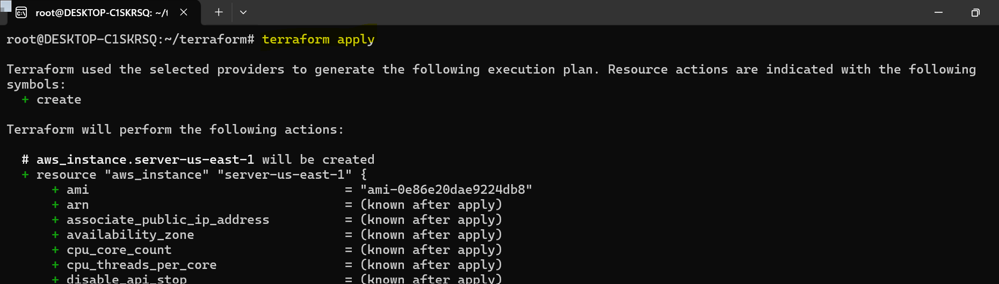 root@DESKTOP-C1SKRSQ: ~/t
root@DESKTOP-C1SKRSQ:~/terraform# terraform apply
Terraform used the selected providers to generate the following execution plan. Resource actions are indicated with the following
symbols:
+ create
Terraform will perform the following actions:
# aws_instance.server-us-east-1 will be created
+ resource "aws_instance" "server-us-east-1" {
+ ami = "ami-0e86e20dae9224db8"
+ arn = (known after apply)
+ associate_public_ip_address = (known after apply)
+ availability_zone = (known after apply)
+ cpu_core_count = (known after apply)
+ cpu_threads_per_core = (known after apply)
+ disable_api_stop = (known after apply)